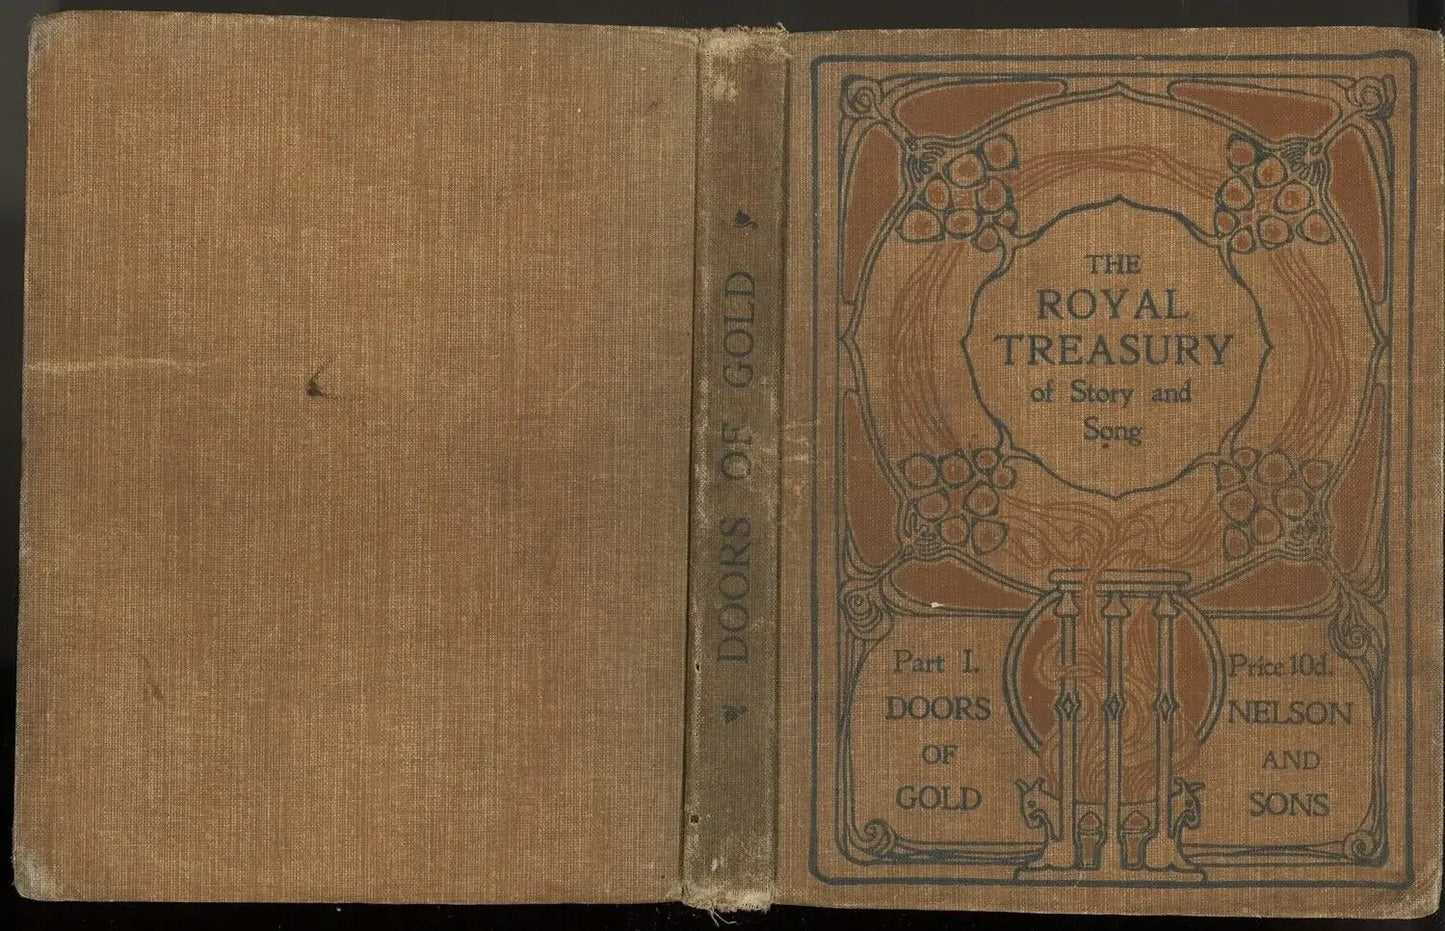 DOORS OF GOLD
THE
ROYAL
TREASURY
of Story and
Song
Part I.
DOORS
OF
GOLD
Price 10d.
NELSON
AND
SONS